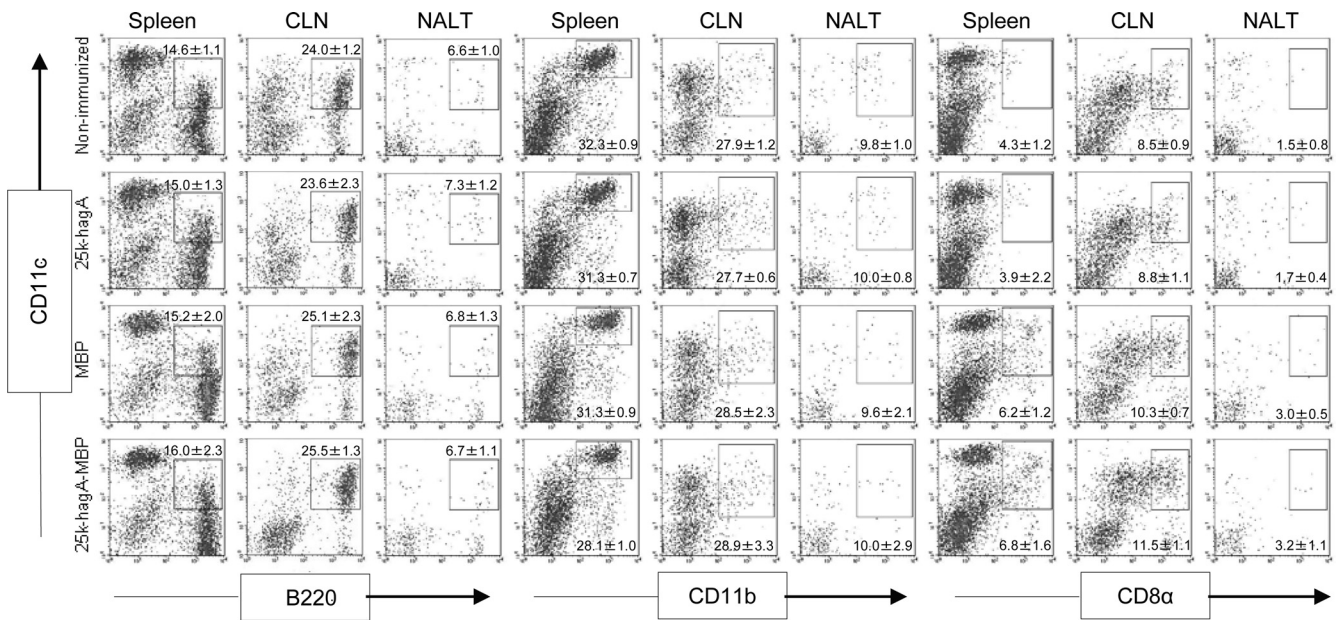 Spleen CLN NALT Spleen CLN NALT Spleen CLN NALT
CD11c
Non-immunized
14.6±1.1 24.0±1.2 6.6±1.0 32.3±0.9 27.9±1.2 9.8±1.0 4.3±1.2 8.5±0.9 1.5±0.8
25k-hagA
15.0±1.3 23.6±2.3 7.3±1.2 31.3±0.7 27.7±0.6 10.0±0.8 3.9±2.2 8.8±1.1 1.7±0.4
MBP
15.2±2.0 25.1±2.3 6.8±1.3 31.3±0.9 28.5±2.3 9.6±2.1 6.2±1.2 10.3±0.7 3.0±0.5
25k-hagA-MBP
16.0±2.3 25.5±1.3 6.7±1.1 28.1±1.0 28.9±3.3 10.0±2.9 6.8±1.6 11.5±1.1 3.2±1.1
B220 CD11b CD8α